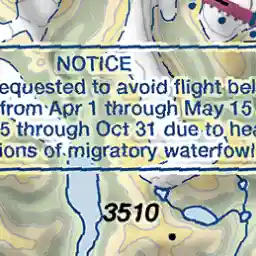 NOTICE
equested to avoid flight bel
from Apr 1 through May 15
5 through Oct 31 due to hea
ions of migratory waterfowl
3510